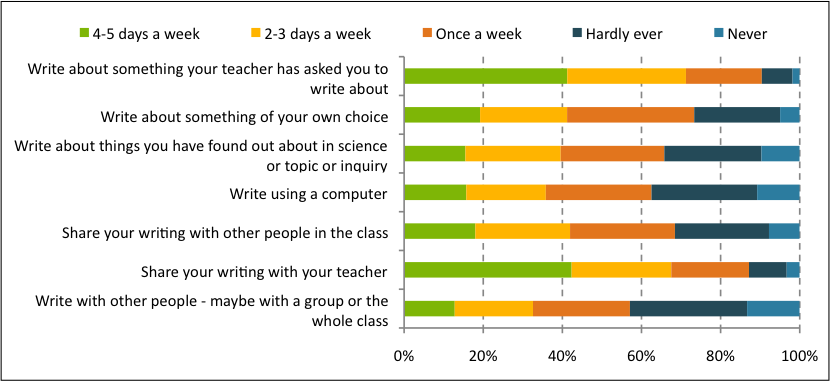 4-5 days a week 2-3 days a week Once a week Hardly ever Never
Write about something your teacher has asked you to
write about
Write about something of your own choice
Write about things you have found out about in science
or topic or inquiry
Write using a computer
Share your writing with other people in the class
Share your writing with your teacher
Write with other people - maybe with a group or the
whole class
0% 20% 40% 60% 80% 100%